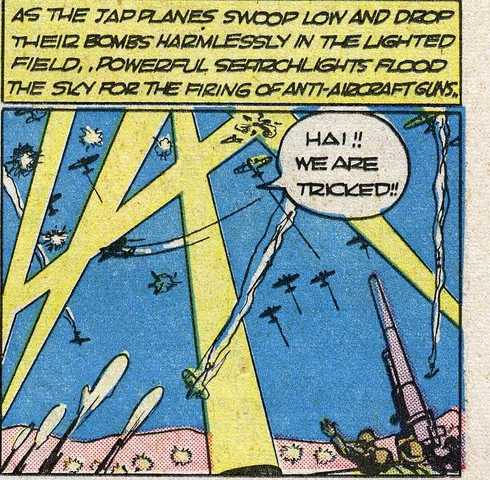 AS THE JAP PLANES SWOOP LOW AND DROP
THEIR BOMBS HARMLESSLY IN THE LIGHTED
FIELD,. POWERFUL SEARCHLIGHTS FLOOD
THE SKY FOR THE FIRING OF ANTI-AIRCRAFT GUNS..
HAI!!
WE ARE
TRICKED!!